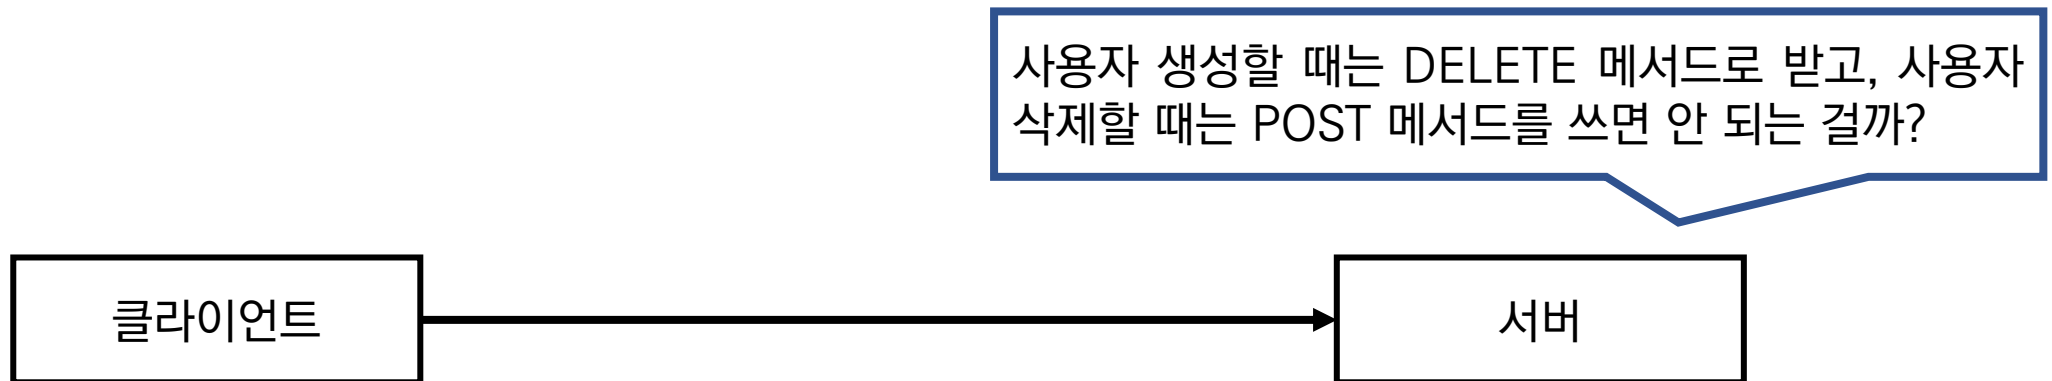 사용자 생성할 때는 DELETE 메서드로 받고, 사용자
삭제할 때는 POST 메서드를 쓰면 안 되는 걸까?
클라이언트
서버